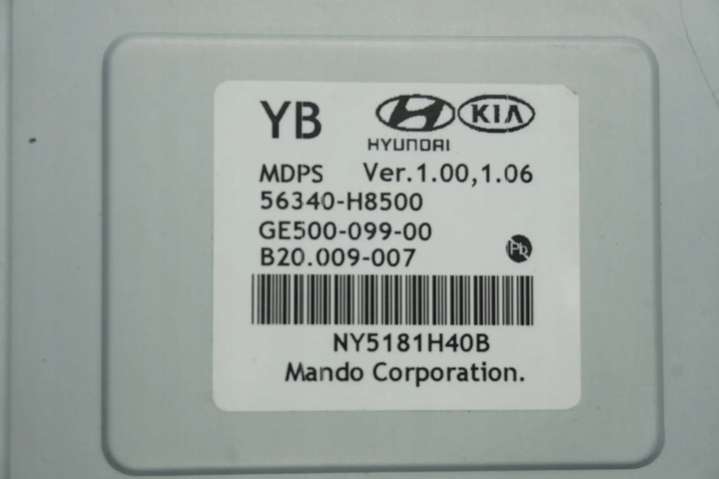 YB HYUNDAI KIA
MDPS Ver.1.00,1.06
56340-H8500
GE500-099-00
B20.009-007 Pb
NY5181H40B
Mando Corporation.